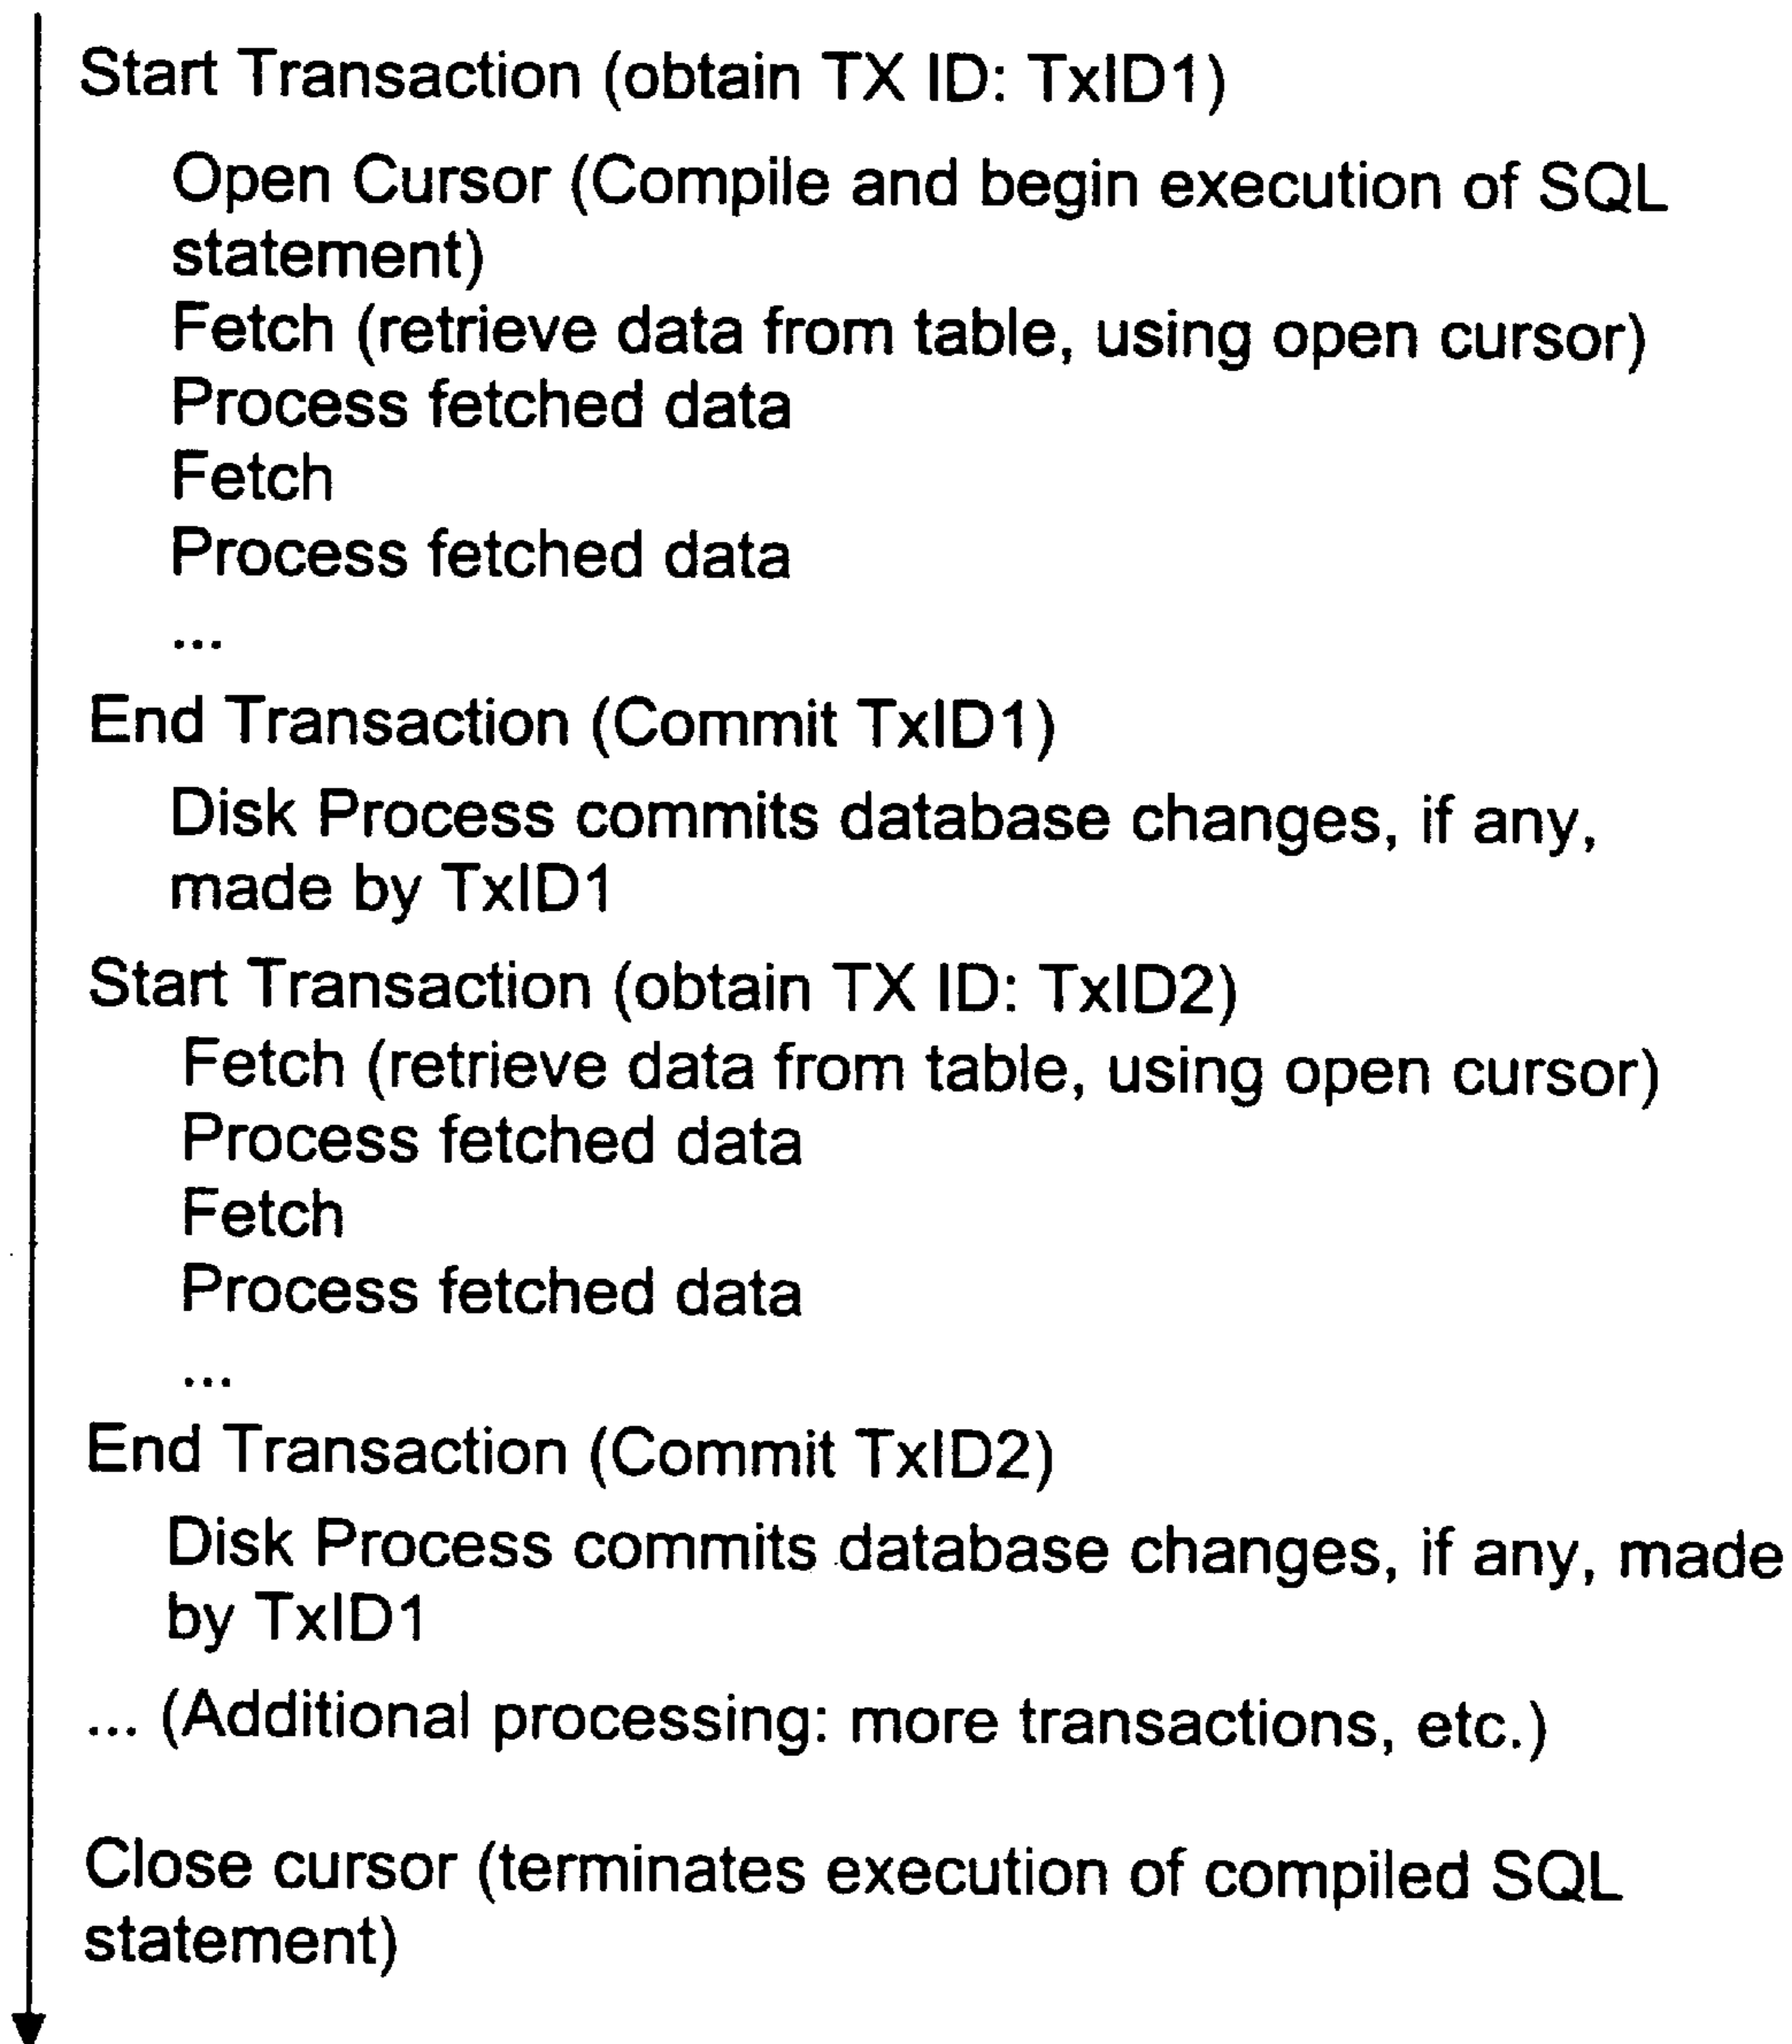 Start Transaction (obtain TX ID: TxID1)
Open Cursor (Compile and begin execution of SQL
statement)
Fetch (retrieve data from table, using open cursor)
Process fetched data
Fetch
Process fetched data
...
End Transaction (Commit TxID1)
Disk Process commits database changes, if any,
made by TxID1
Start Transaction (obtain TX ID: TxID2)
Fetch (retrieve data from table, using open cursor)
Process fetched data
Fetch
Process fetched data
...
End Transaction (Commit TxID2)
Disk Process commits database changes, if any, made
by TxID1
... (Additional processing: more transactions, etc.)
Close cursor (terminates execution of compiled SQL
statement)